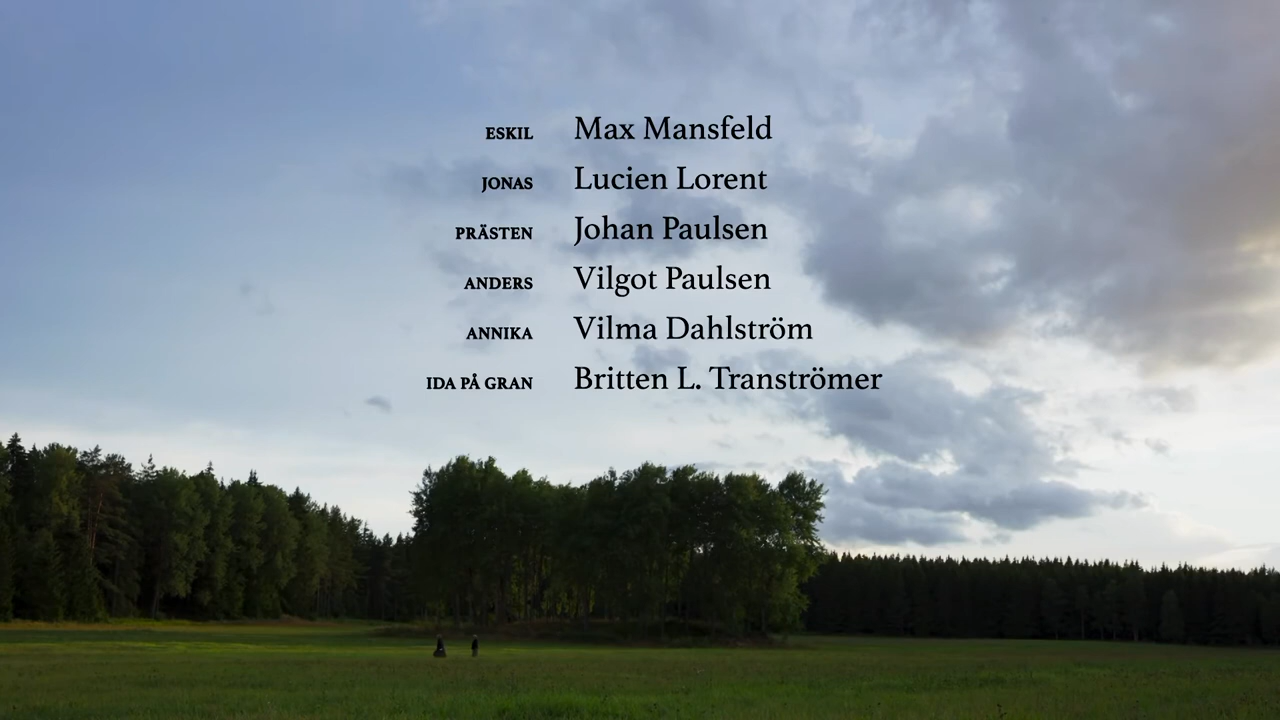 ESKIL Max Mansfeld
JONAS Lucien Lorent
PRÄSTEN Johan Paulsen
ANDERS Vilgot Paulsen
ANNIKA Vilma Dahlström
IDA PÅ GRAN Britten L. Tranströmer